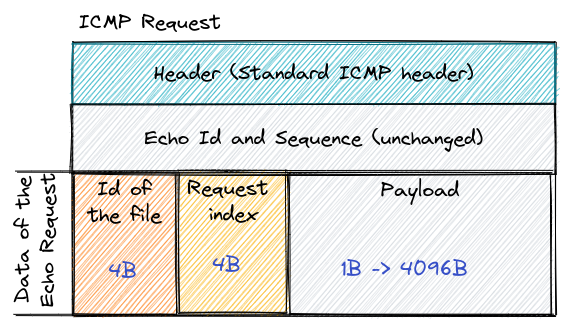 ICMP Request
Header (Standard ICMP header)
Echo Id and Sequence (unchanged)
Data of the
Echo Request
Id of
the file
4B
Request
index
4B
Payload
1B -> 4096B